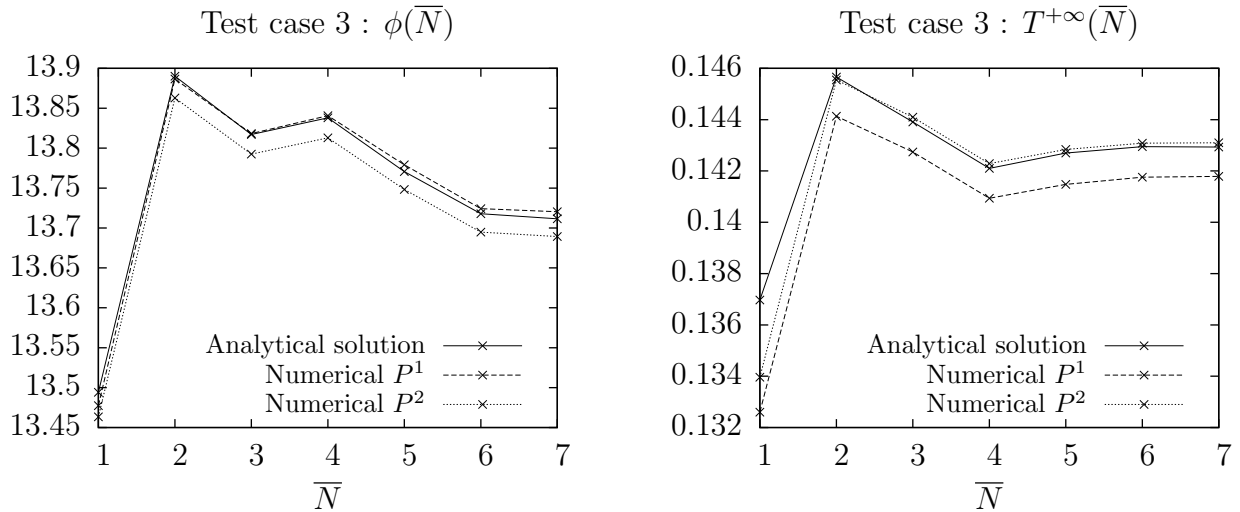 Test case 3 : ϕ(N̅)
13.9
13.85
13.8
13.75
13.7
13.65
13.6
13.55
13.5
13.45
Analytical solution
Numerical P¹
Numerical P²
1 2 3 4 5 6 7
N̅
Test case 3 : T⁺∞(N̅)
0.146
0.144
0.142
0.14
0.138
0.136
0.134
0.132
Analytical solution
Numerical P¹
Numerical P²
1 2 3 4 5 6 7
N̅